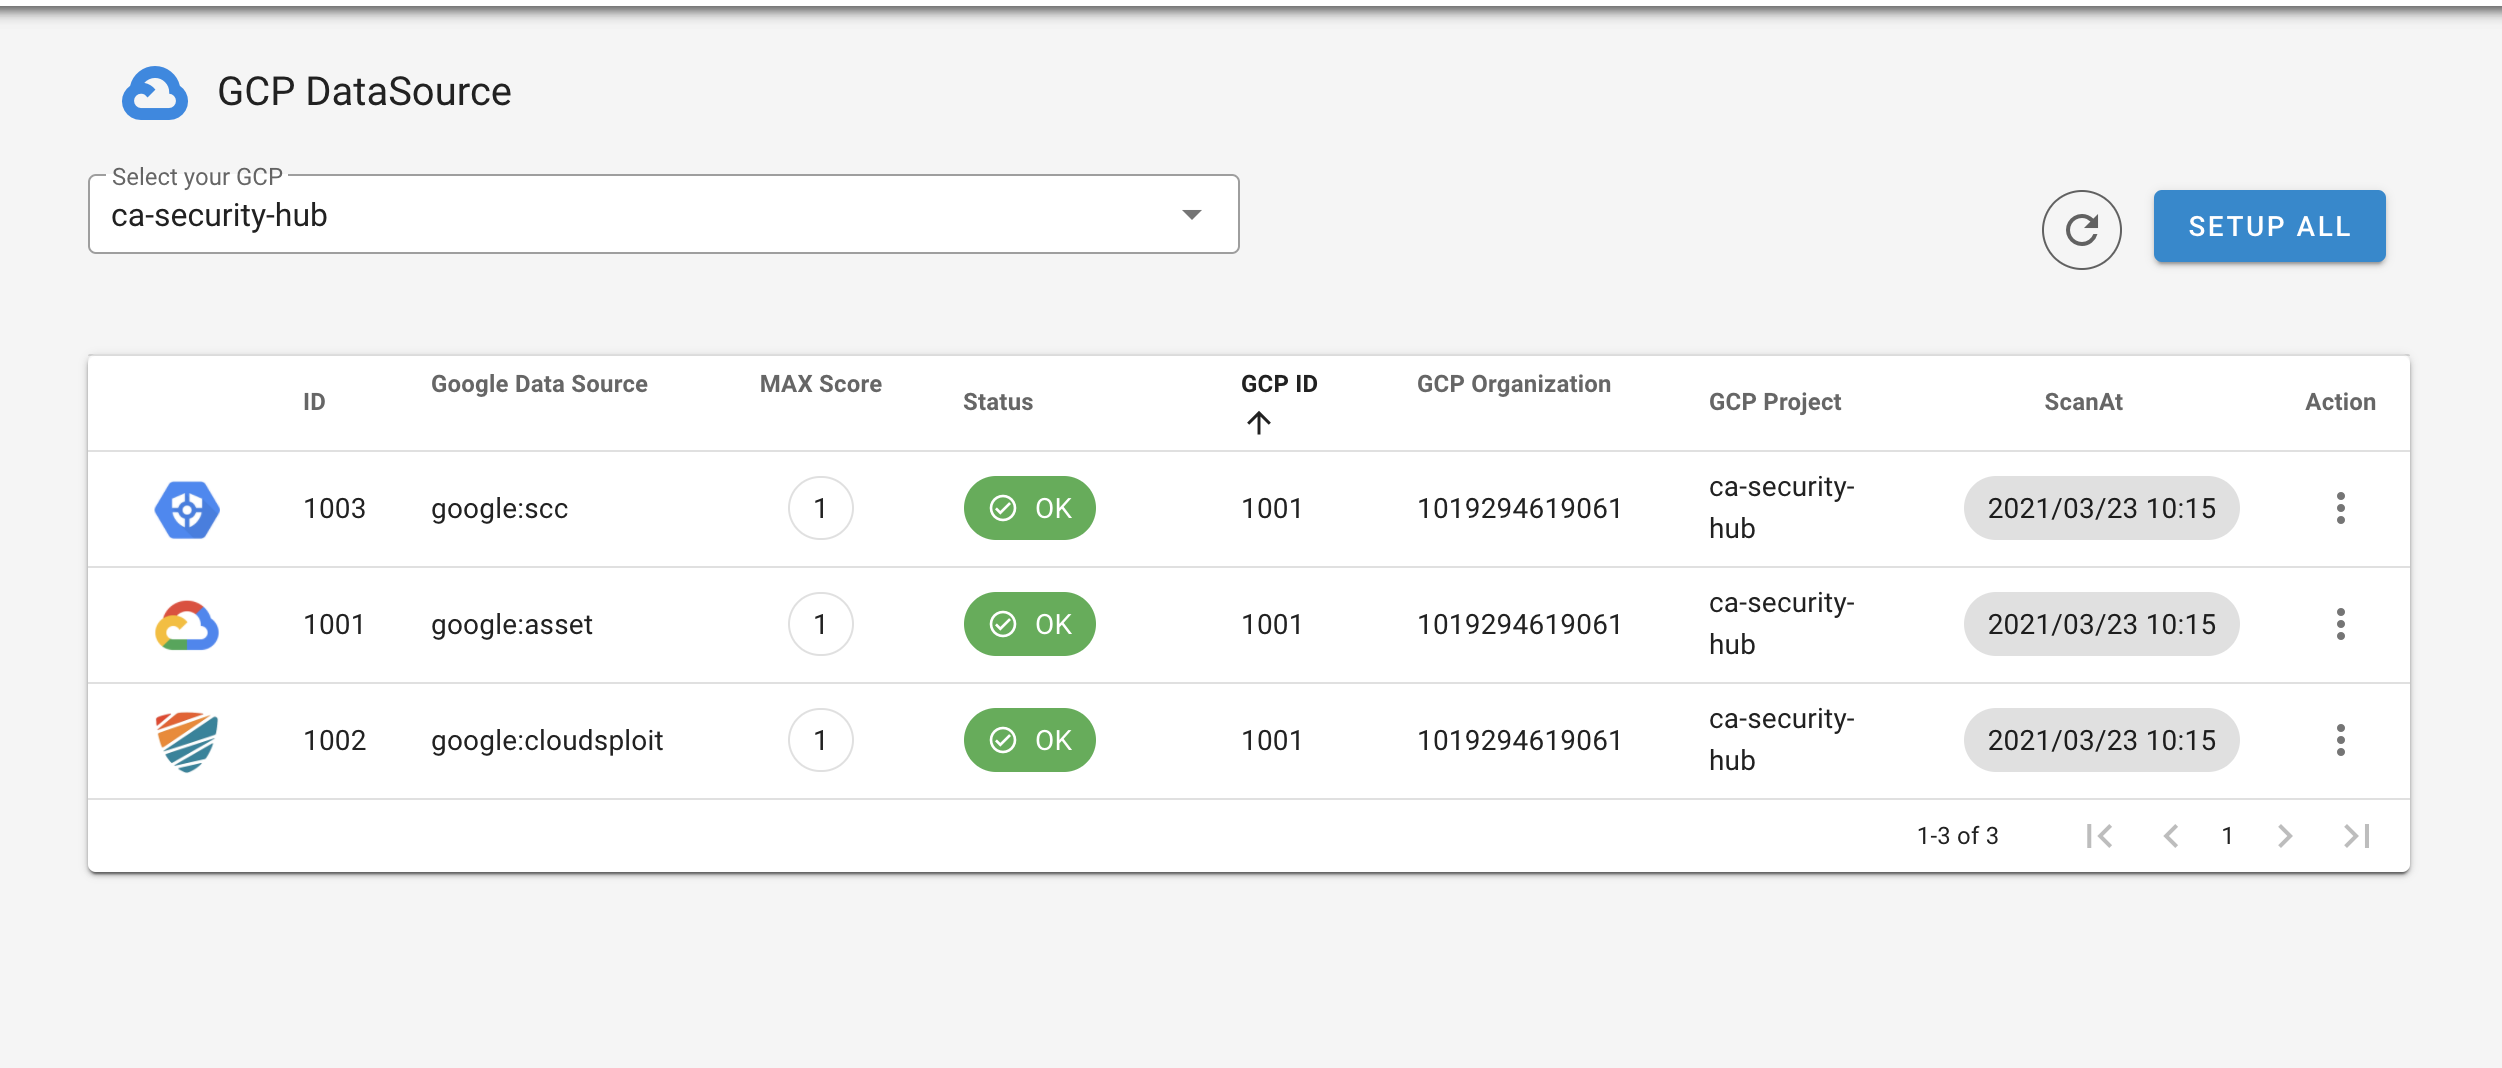 GCP DataSource
Select your GCP
ca-security-hub
SETUP ALL
ID Google Data Source MAX Score Status GCP ID GCP Organization GCP Project ScanAt Action
1003 google:scc 1 OK 1001 1019294619061 ca-security-
hub 2021/03/23 10:15
1001 google:asset 1 OK 1001 1019294619061 ca-security-
hub 2021/03/23 10:15
1002 google:cloudsploit 1 OK 1001 1019294619061 ca-security-
hub 2021/03/23 10:15
1-3 of 3 1